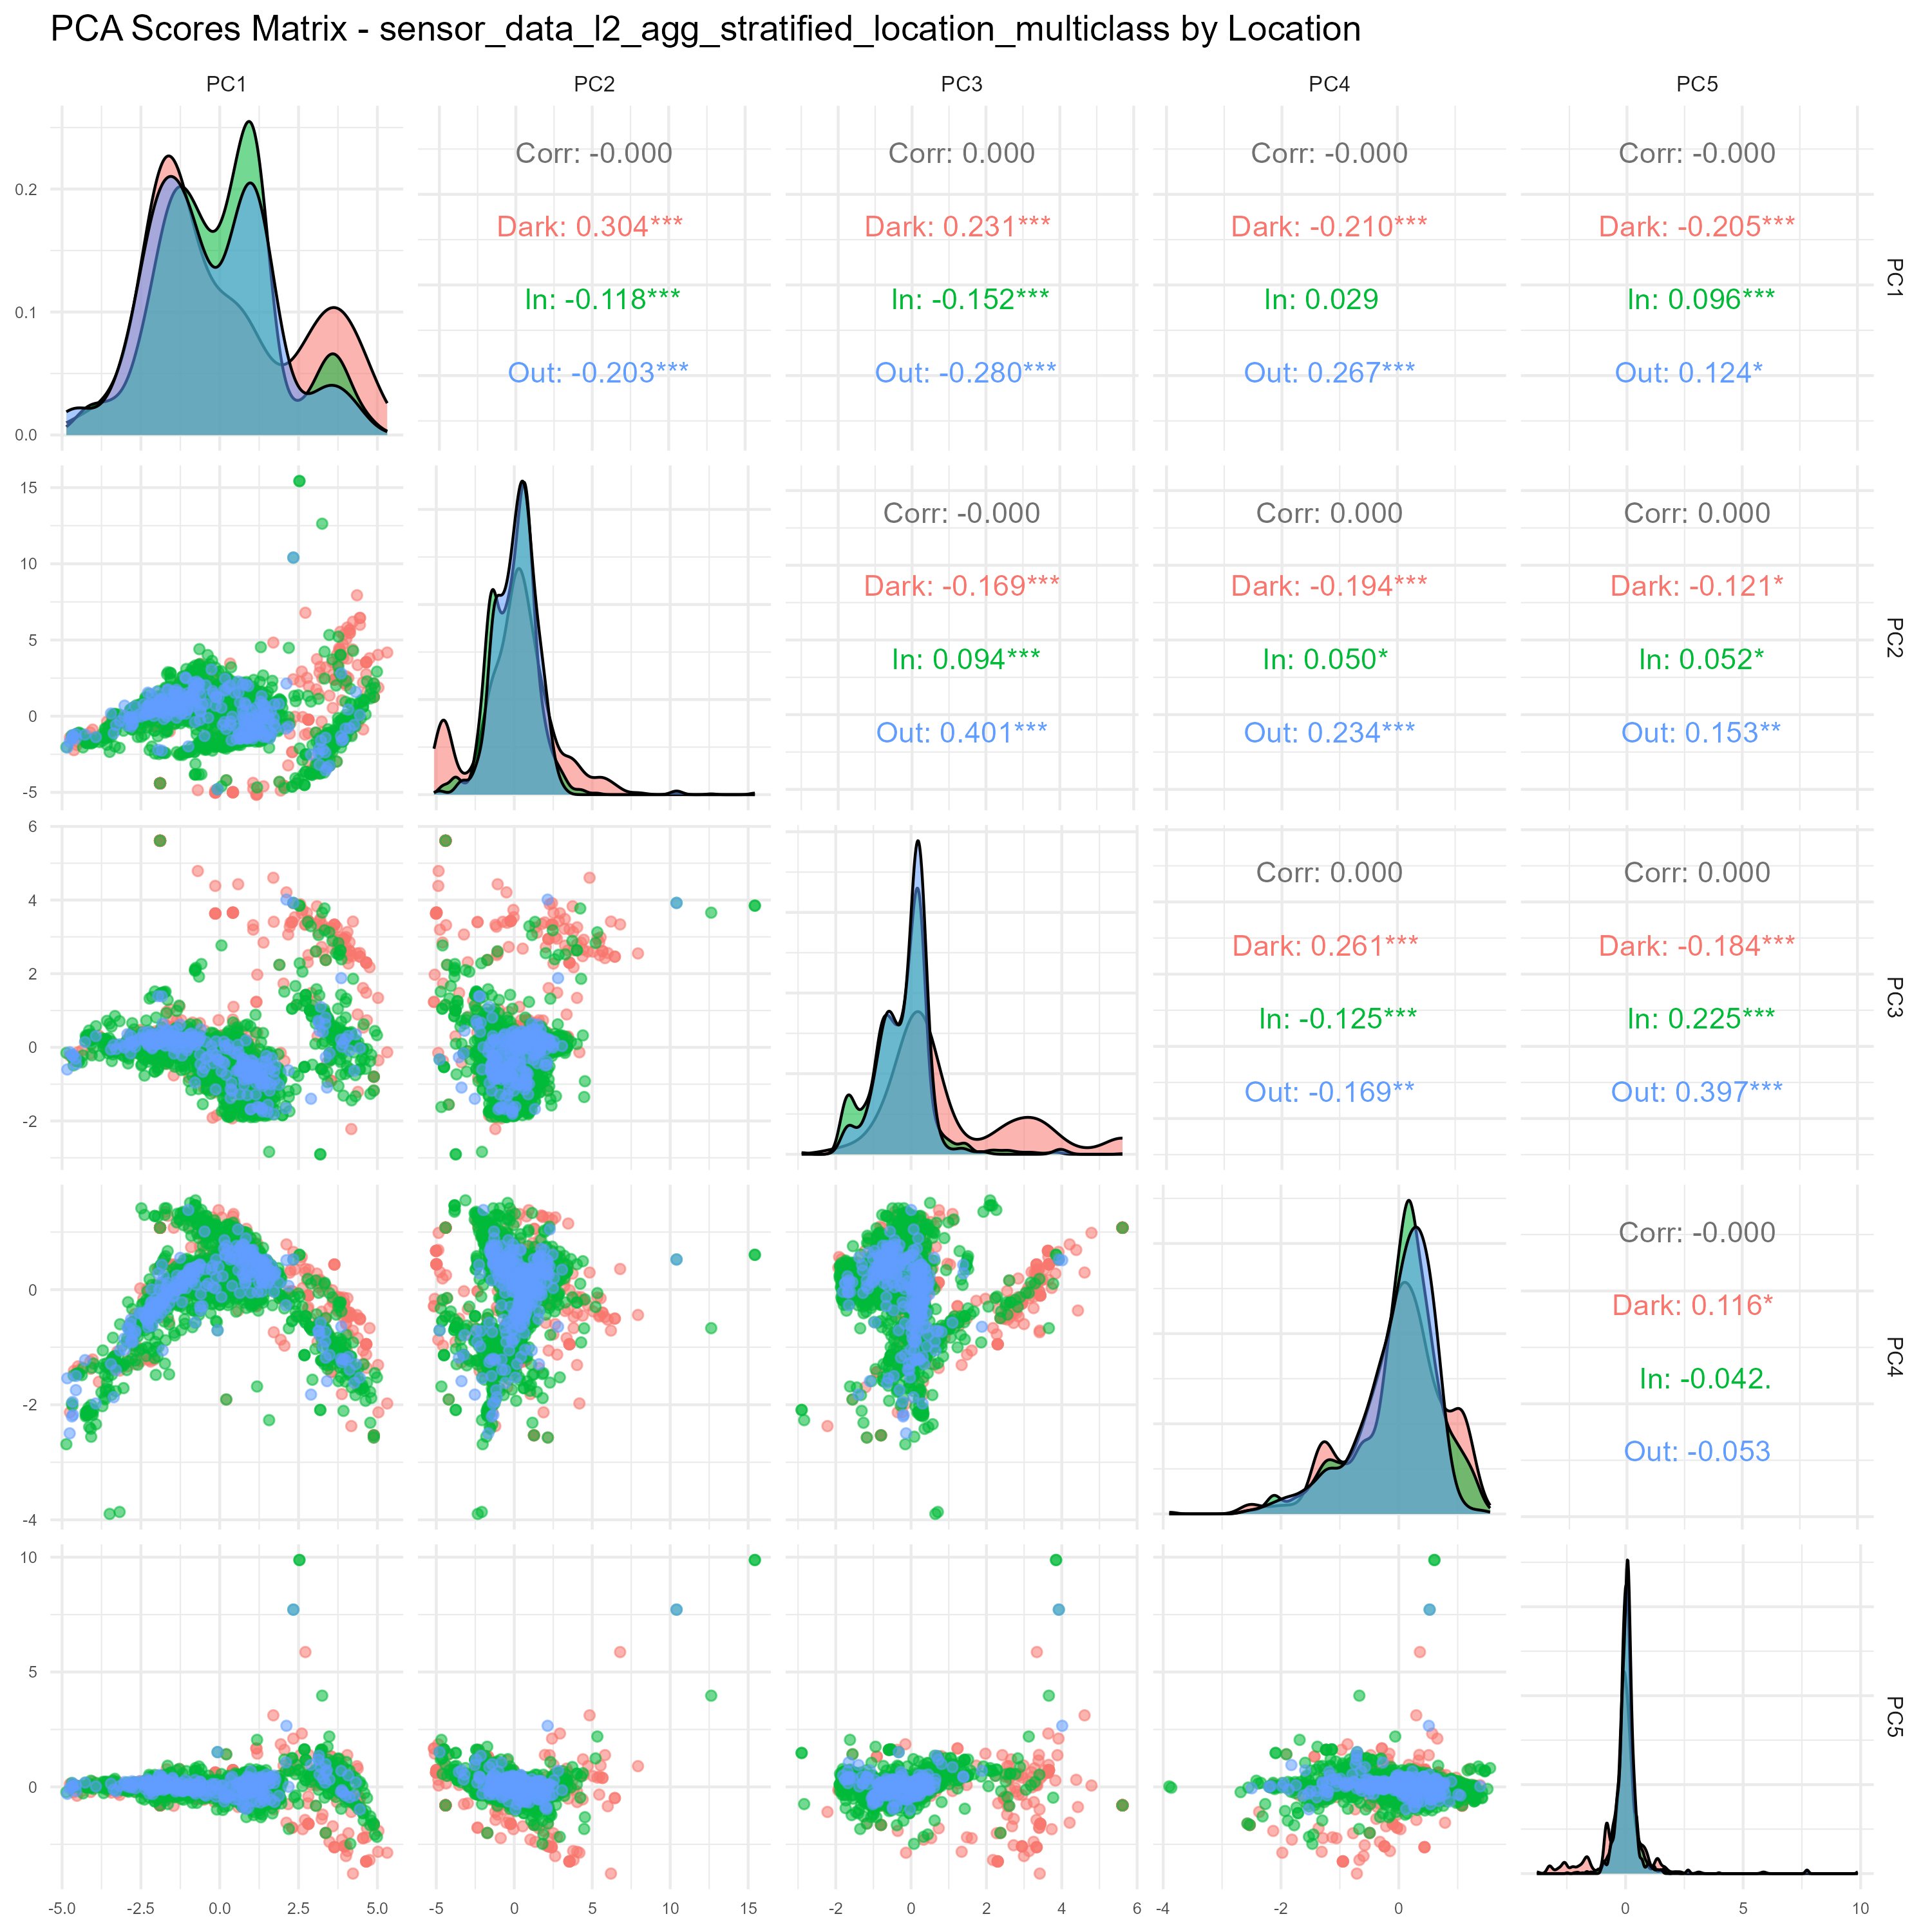 PCA Scores Matrix - sensor_data_l2_agg_stratified_location_multiclass by Location
PC1 PC2 PC3 PC4 PC5
0.2
0.1
0.0
Corr: -0.000
Dark: 0.304***
In: -0.118***
Out: -0.203***
Corr: 0.000
Dark: 0.231***
In: -0.152***
Out: -0.280***
Corr: -0.000
Dark: -0.210***
In: 0.029
Out: 0.267***
Corr: -0.000
Dark: -0.205***
In: 0.096***
Out: 0.124*
PC1
15
10
5
0
-5
Corr: -0.000
Dark: -0.169***
In: 0.094***
Out: 0.401***
Corr: 0.000
Dark: -0.194***
In: 0.050*
Out: 0.234***
Corr: 0.000
Dark: -0.121*
In: 0.052*
Out: 0.153**
PC2
6
4
2
0
-2
Corr: 0.000
Dark: 0.261***
In: -0.125***
Out: -0.169**
Corr: 0.000
Dark: -0.184***
In: 0.225***
Out: 0.397***
PC3
0
-2
-4
Corr: -0.000
Dark: 0.116*
In: -0.042.
Out: -0.053
PC4
10
5
0
PC5
-5.0 -2.5 0.0 2.5 5.0
-5 0 5 10 15
-2 0 2 4 6
-4 -2 0
0 5 10